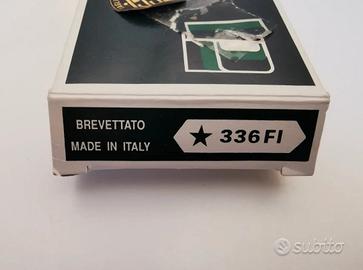 BREVETTATO
MADE IN ITALY
★ 336 FI
subito